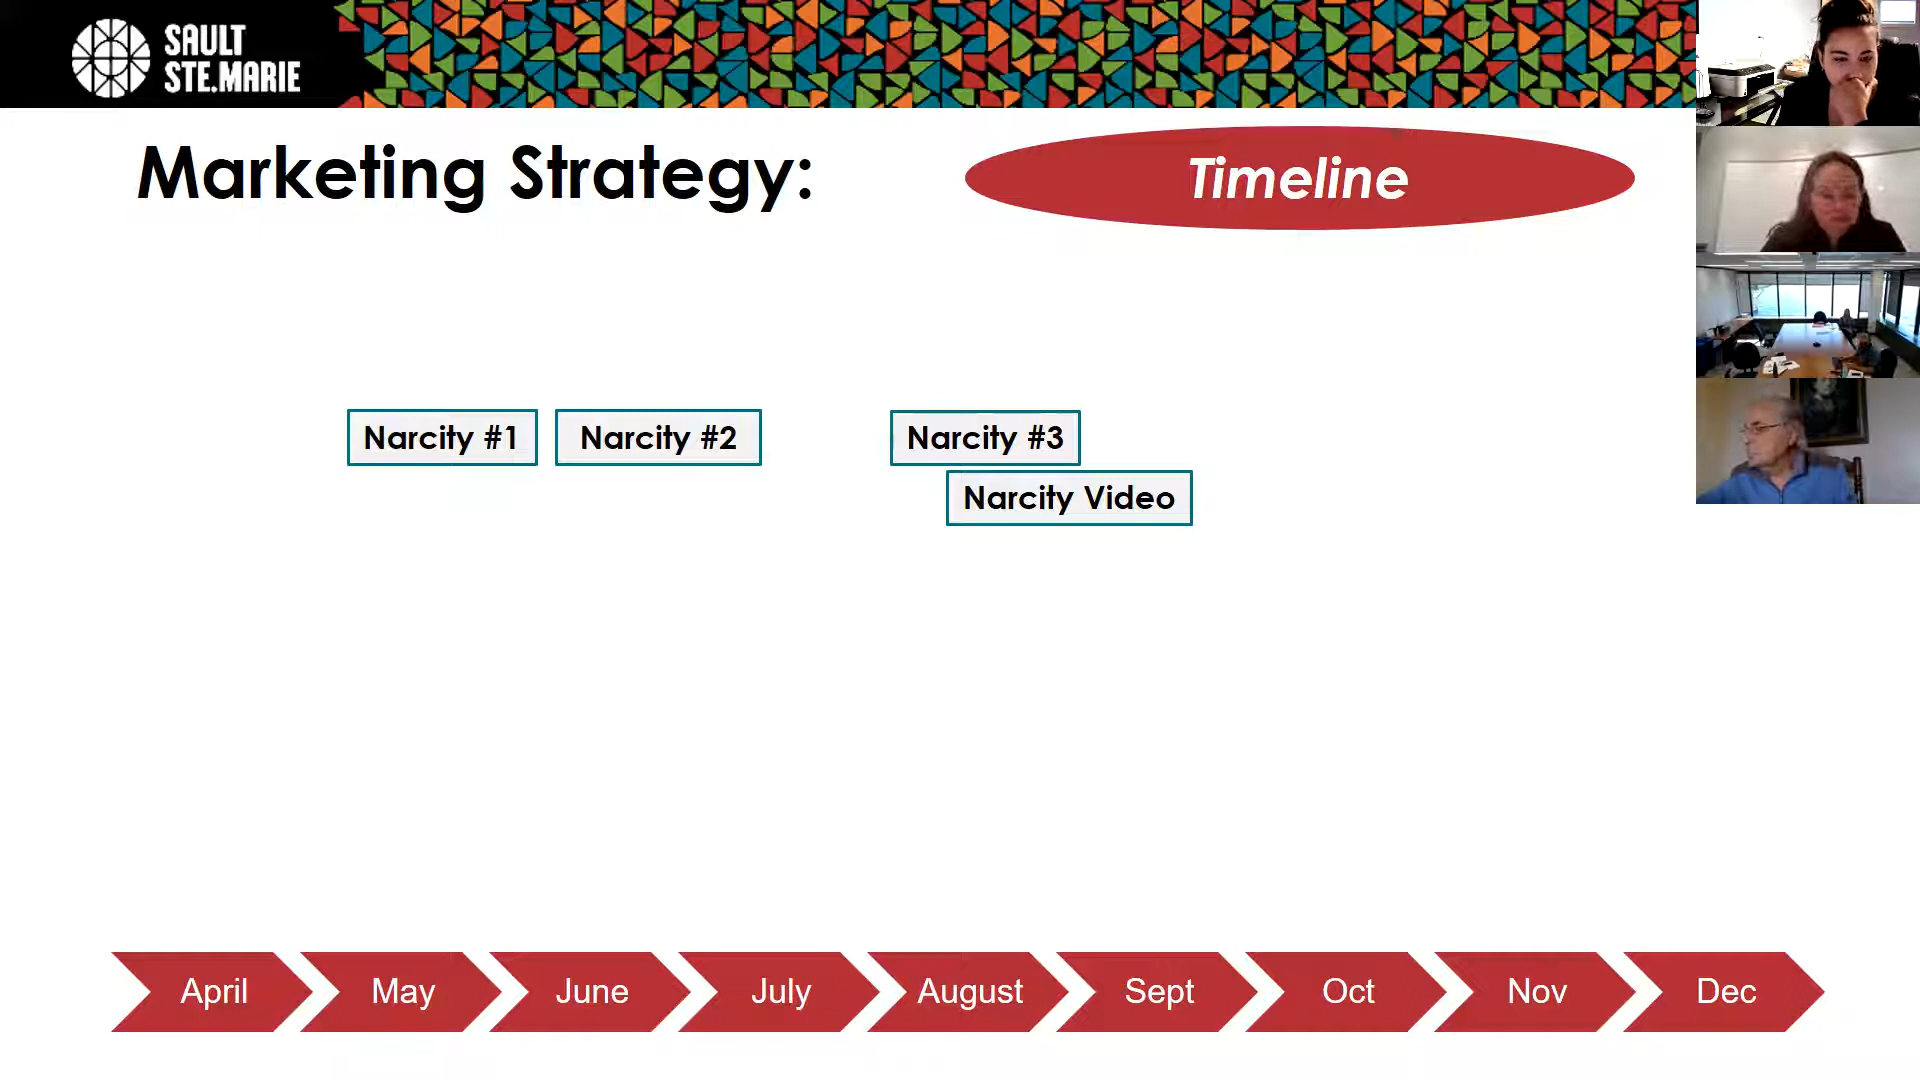 SAULT
STE.MARIE
Marketing Strategy:
Timeline
Narcity #1
Narcity #2
Narcity #3
Narcity Video
April
May
June
July
August
Sept
Oct
Nov
Dec